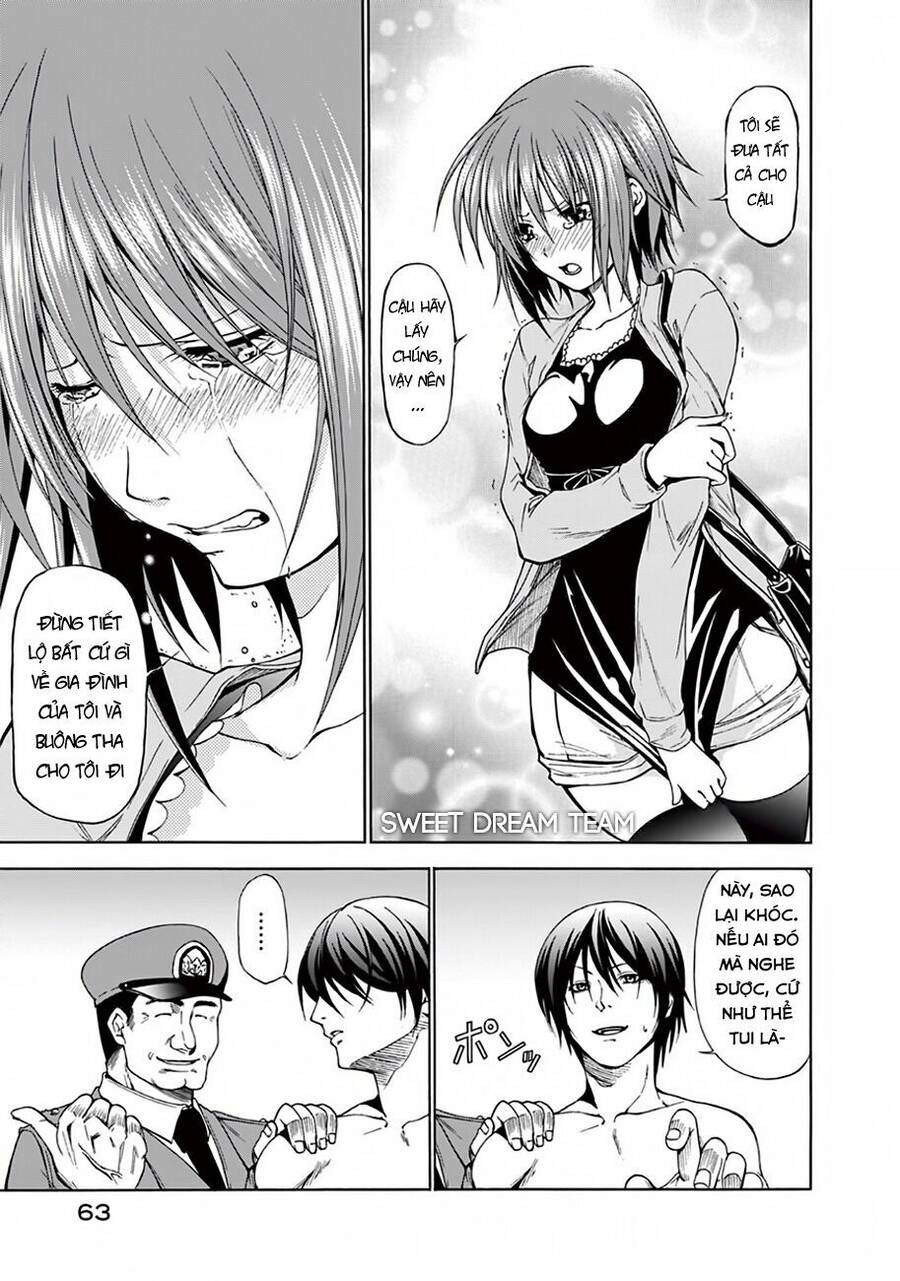 TÔI SẼ
ĐƯA TẤT
CẢ CHO
CẬU
CẬU HÃY
LẤY
CHÚNG,
VẬY NÊN
...
ĐỪNG TIẾT
LỘ BẤT CỨ GÌ
VỀ GIA ĐÌNH
CỦA TÔI VÀ
BUÔNG THA
CHO TÔI ĐI
SWEET DREAM TEAM
NÀY, SAO
LẠI KHÓC.
NẾU AI ĐÓ
MÀ NGHE
ĐƯỢC, CỨ
NHƯ THỂ
TUI LÀ-
ポンッ
......
63